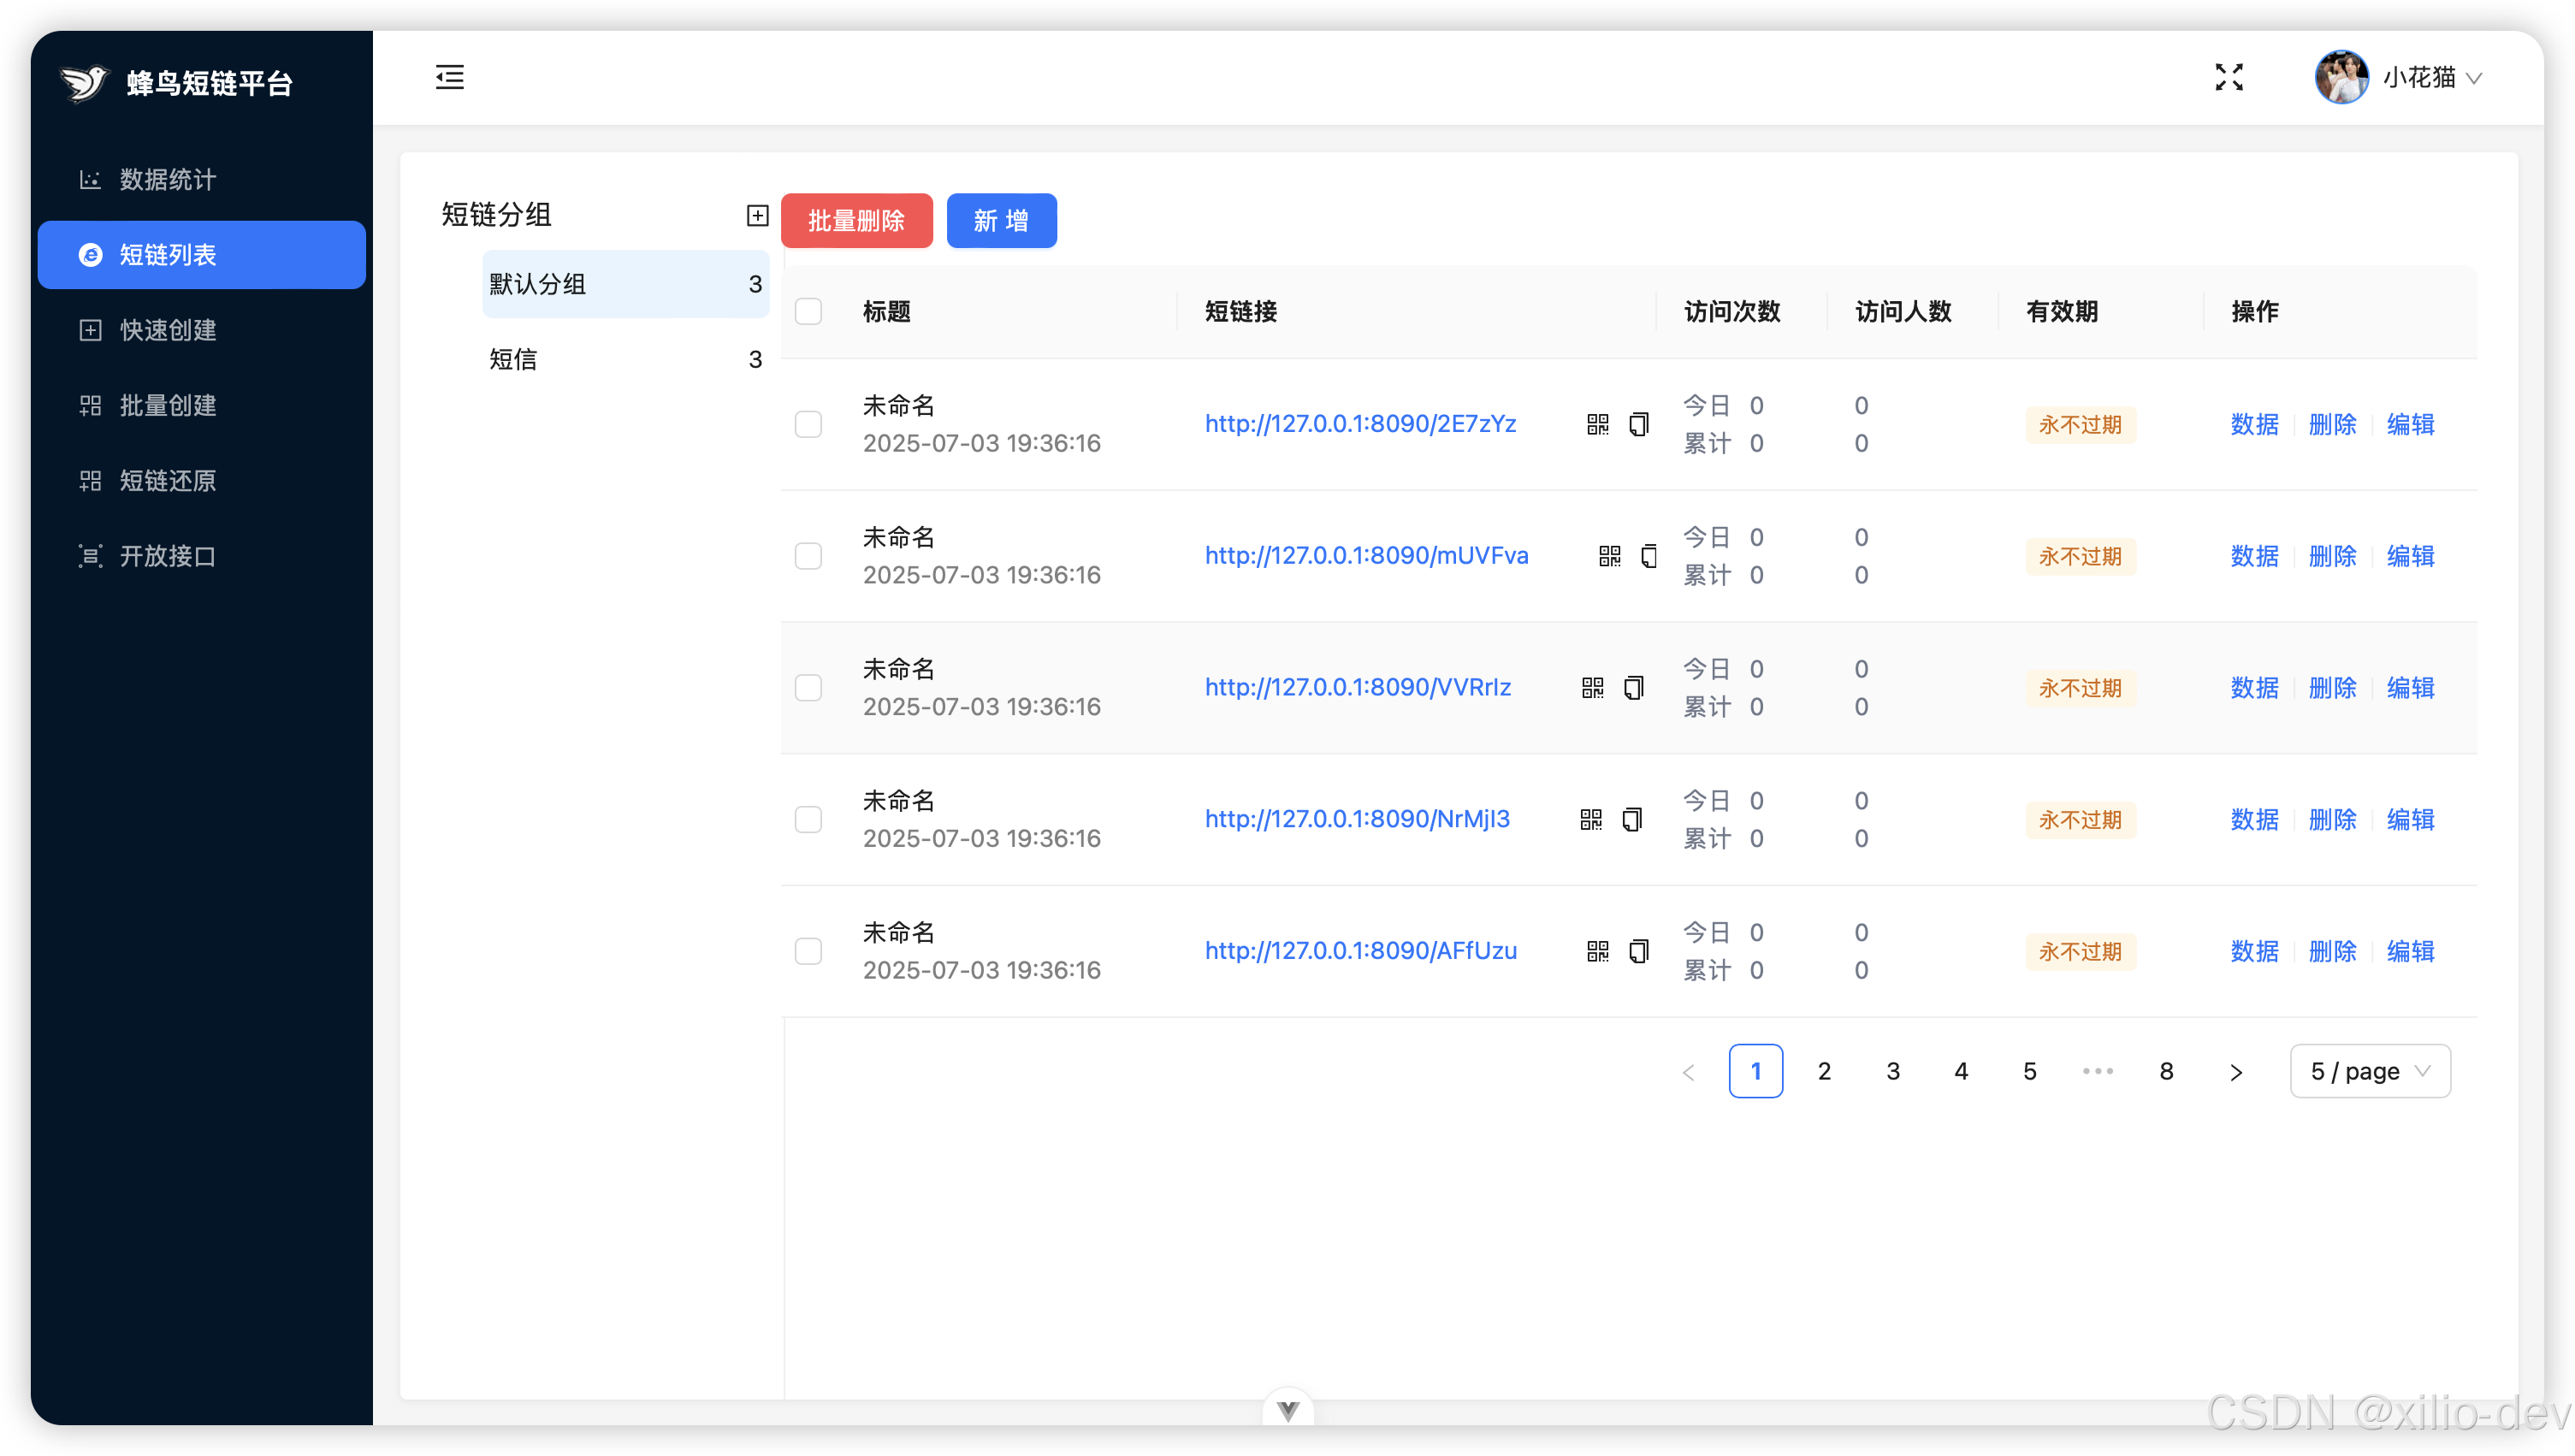 蜂鸟短链平台
小花猫
数据统计
短链列表
快速创建
批量创建
短链还原
开放接口
短链分组
默认分组 3
短信 3
批量删除 新 增
标题 短链接 访问次数 访问人数 有效期 操作
未命名
2025-07-03 19:36:16
http://127.0.0.1:8090/2E7zYz
今日 0 0
累计 0 0
永不过期
数据 删除 编辑
未命名
2025-07-03 19:36:16
http://127.0.0.1:8090/mUVFva
今日 0 0
累计 0 0
永不过期
数据 删除 编辑
未命名
2025-07-03 19:36:16
http://127.0.0.1:8090/VVRrIz
今日 0 0
累计 0 0
永不过期
数据 删除 编辑
未命名
2025-07-03 19:36:16
http://127.0.0.1:8090/NrMjI3
今日 0 0
累计 0 0
永不过期
数据 删除 编辑
未命名
2025-07-03 19:36:16
http://127.0.0.1:8090/AFfUzu
今日 0 0
累计 0 0
永不过期
数据 删除 编辑
< 1 2 3 4 5 ••• 8 > 5 / page
CSDN @xilio-dev